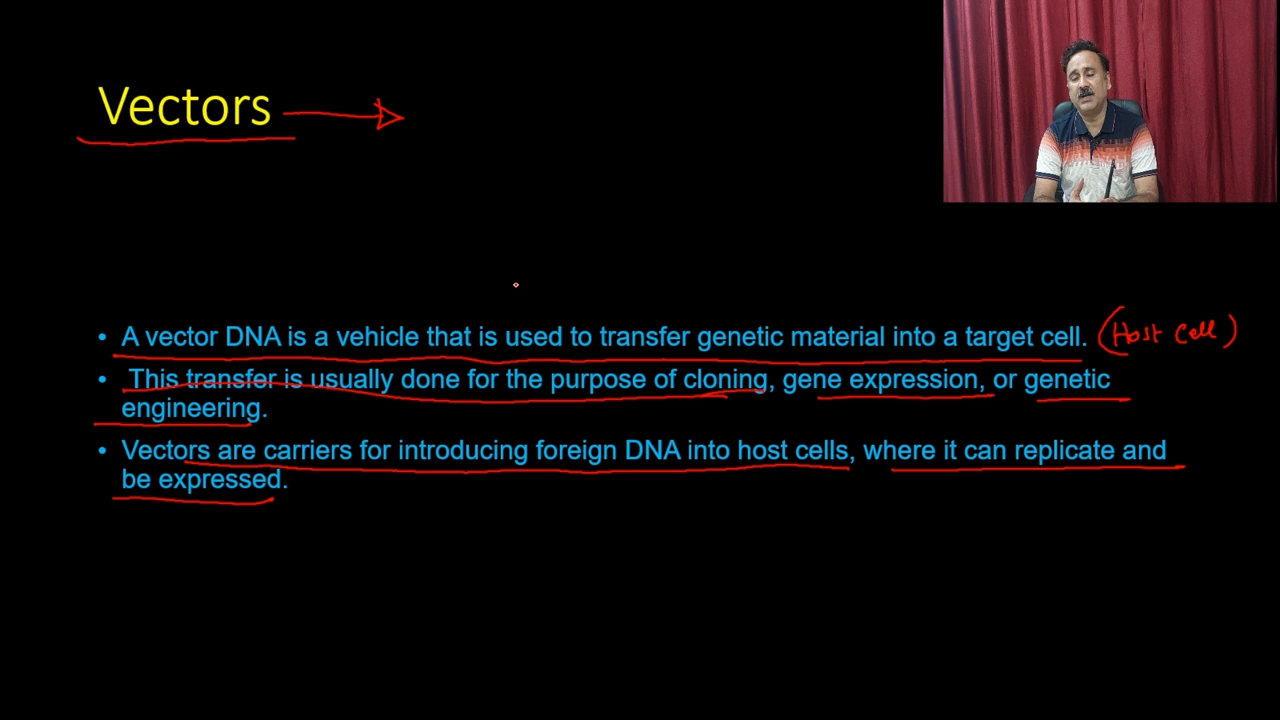 Vectors
• A vector DNA is a vehicle that is used to transfer genetic material into a target cell. (Host Cell)
• This transfer is usually done for the purpose of cloning, gene expression, or genetic
engineering.
• Vectors are carriers for introducing foreign DNA into host cells, where it can replicate and
be expressed.